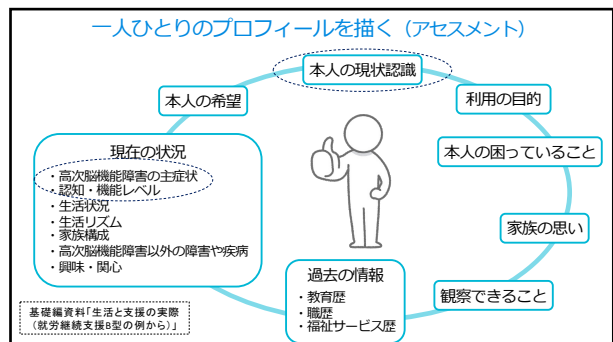 一人ひとりのプロフィールを描く（アセスメント）
本人の現状認識
本人の希望
利用の目的
現在の状況
・高次脳機能障害の主症状
・認知・機能レベル
・生活状況
・生活リズム
・家族構成
・高次脳機能障害以外の障害や疾病
・興味・関心
本人の困っていること
家族の思い
過去の情報
・教育歴
・職歴
・福祉サービス歴
観察できること
基礎編資料「生活と支援の実際
（就労継続支援B型の例から）」